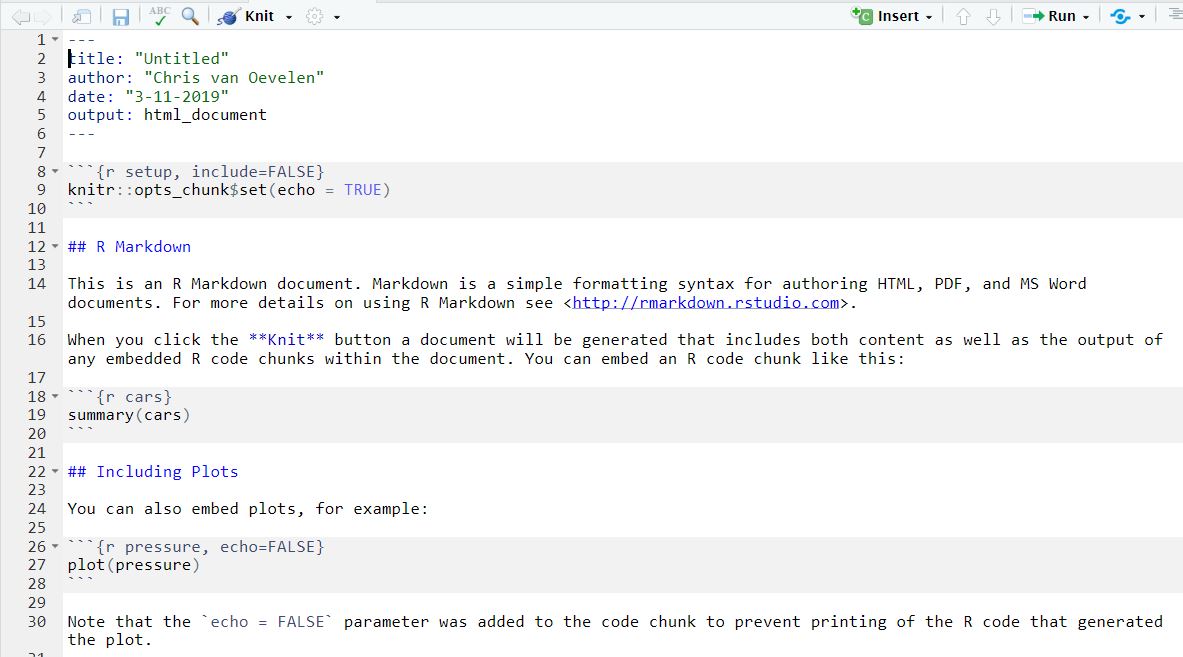 ABC Knit Insert Run
1 ---
2 title: "Untitled"
3 author: "Chris van Oevelen"
4 date: "3-11-2019"
5 output: html_document
6 ---
7
8 ```{r setup, include=FALSE}
9 knitr::opts_chunk$set(echo = TRUE)
10 ```
11
12 ## R Markdown
13
14 This is an R Markdown document. Markdown is a simple formatting syntax for authoring HTML, PDF, and MS Word
documents. For more details on using R Markdown see <http://rmarkdown.rstudio.com>.
15
16 When you click the **Knit** button a document will be generated that includes both content as well as the output of
any embedded R code chunks within the document. You can embed an R code chunk like this:
17
18 ```{r cars}
19 summary(cars)
20 ```
21
22 ## Including Plots
23
24 You can also embed plots, for example:
25
26 ```{r pressure, echo=FALSE}
27 plot(pressure)
28 ```
29
30 Note that the `echo = FALSE` parameter was added to the code chunk to prevent printing of the R code that generated
the plot.